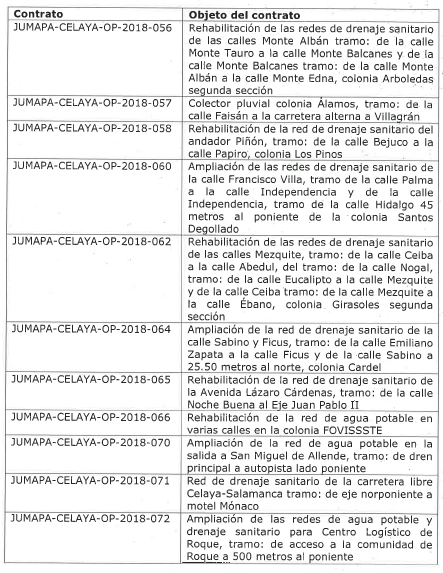 Contrato Objeto del contrato
JUMAPA-CELAYA-OP-2018-056 Rehabilitación de las redes de drenaje sanitario
de las calles Monte Albán tramo: de la calle
Monte Tauro a la calle Monte Balcanes y de la
calle Monte Balcanes tramo: de la calle Monte
Albán a la calle Monte Edna, colonia Arboledas
segunda sección
JUMAPA-CELAYA-OP-2018-057 Colector pluvial colonia Álamos, tramo: de la
calle Faisán a la carretera alterna a Villagrán
JUMAPA-CELAYA-OP-2018-058 Rehabilitación de la red de drenaje sanitario del
andador Piñón, tramo: de la calle Bejuco a la
calle Papiro, colonia Los Pinos
JUMAPA-CELAYA-OP-2018-060 Ampliación de las redes de drenaje sanitario de
la calle Francisco Villa, tramo de la calle Palma
a la calle Independencia y de la calle
Independencia, tramo de la calle Hidalgo 45
metros al poniente de la colonia Santos
Degollado
JUMAPA-CELAYA-OP-2018-062 Rehabilitación de las redes de drenaje sanitario
de las calles Mezquite, tramo: de la calle Ceiba
a la calle Abedul, del tramo: de la calle Nogal,
tramo: de la calle Eucalipto a la calle Mezquite
y de la calle Ceiba tramo: de la calle Mezquite a
la calle Ébano, colonia Girasoles segunda
sección
JUMAPA-CELAYA-OP-2018-064 Ampliación de la red de drenaje sanitario de la
calle Sabino y Ficus, tramo: de la calle Emiliano
Zapata a la calle Ficus y de la calle Sabino a
25.50 metros al norte, colonia Cardel
JUMAPA-CELAYA-OP-2018-065 Rehabilitación de la red de drenaje sanitario de
la Avenida Lázaro Cárdenas, tramo: de la calle
Noche Buena al Eje Juan Pablo II
JUMAPA-CELAYA-OP-2018-066 Rehabilitación de la red de agua potable en
varias calles en la colonia FOVISSSTE
JUMAPA-CELAYA-OP-2018-070 Ampliación de la red de agua potable en la
salida a San Miguel de Allende, tramo: de dren
principal a autopista lado poniente
JUMAPA-CELAYA-OP-2018-071 Red de drenaje sanitario de la carretera libre
Celaya-Salamanca tramo: de eje norponiente a
motel Mónaco
JUMAPA-CELAYA-OP-2018-072 Ampliación de las redes de agua potable y
drenaje sanitario para Centro Logístico de
Roque, tramo: de acceso a la comunidad de
Roque a 500 metros al poniente